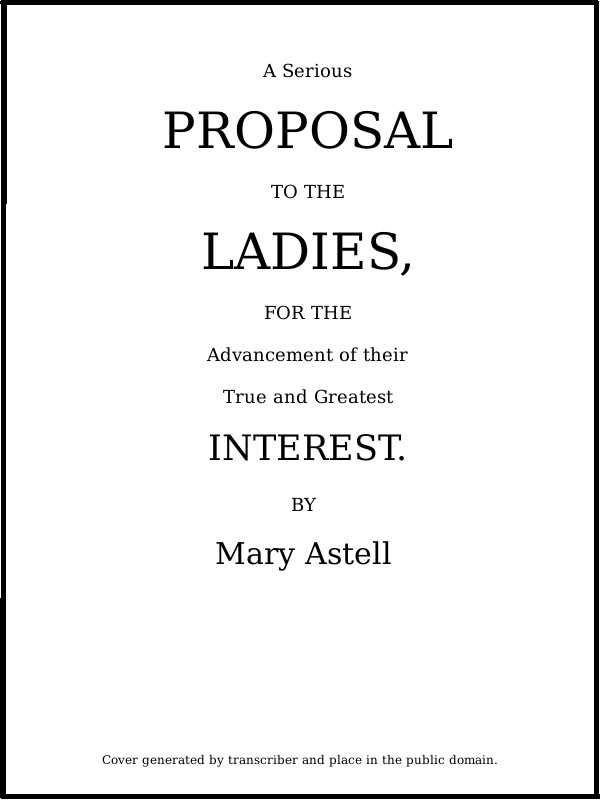 A Serious
PROPOSAL
TO THE
LADIES,
FOR THE
Advancement of their
True and Greatest
INTEREST.
BY
Mary Astell
Cover generated by transcriber and place in the public domain.